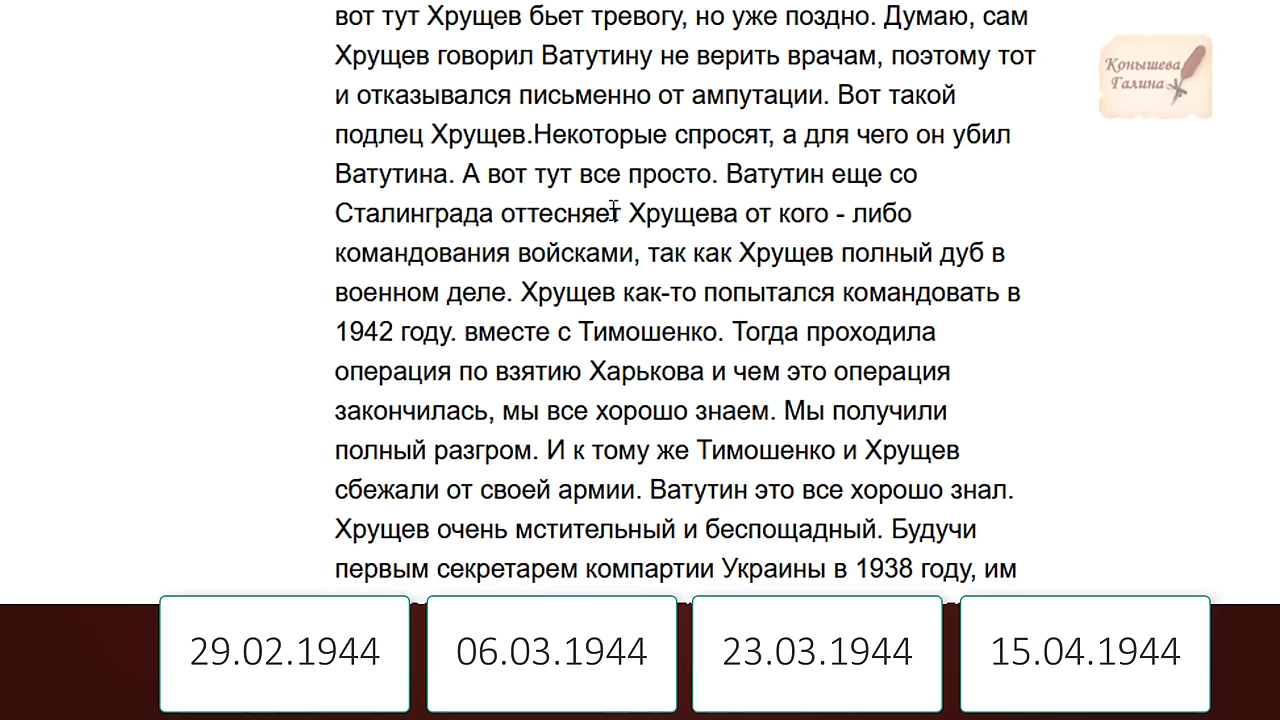 вот тут Хрущев бьет тревогу, но уже поздно. Думаю, сам
Хрущев говорил Ватутину не верить врачам, поэтому тот
и отказывался письменно от ампутации. Вот такой
подлец Хрущев.Некоторые спросят, а для чего он убил
Ватутина. А вот тут все просто. Ватутин еще со
Сталинграда оттесняет Хрущева от кого - либо
командования войсками, так как Хрущев полный дуб в
военном деле. Хрущев как-то попытался командовать в
1942 году. вместе с Тимошенко. Тогда проходила
операция по взятию Харькова и чем это операция
закончилась, мы все хорошо знаем. Мы получили
полный разгром. И к тому же Тимошенко и Хрущев
сбежали от своей армии. Ватутин это все хорошо знал.
Хрущев очень мстительный и беспощадный. Будучи
первым секретарем компартии Украины в 1938 году, им
Конышева
Галина
29.02.1944
06.03.1944
23.03.1944
15.04.1944